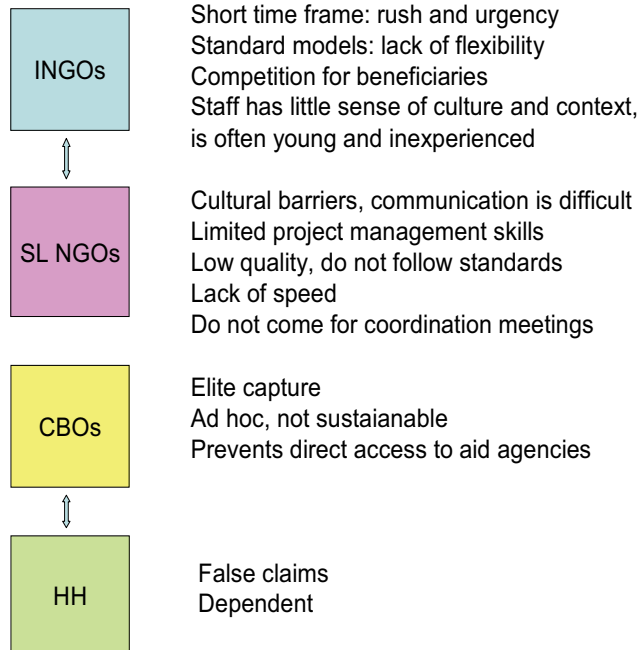 INGOs
Short time frame: rush and urgency
Standard models: lack of flexibility
Competition for beneficiaries
Staff has little sense of culture and context,
is often young and inexperienced
SL NGOs
Cultural barriers, communication is difficult
Limited project management skills
Low quality, do not follow standards
Lack of speed
Do not come for coordination meetings
CBOs
Elite capture
Ad hoc, not sustaianable
Prevents direct access to aid agencies
HH
False claims
Dependent